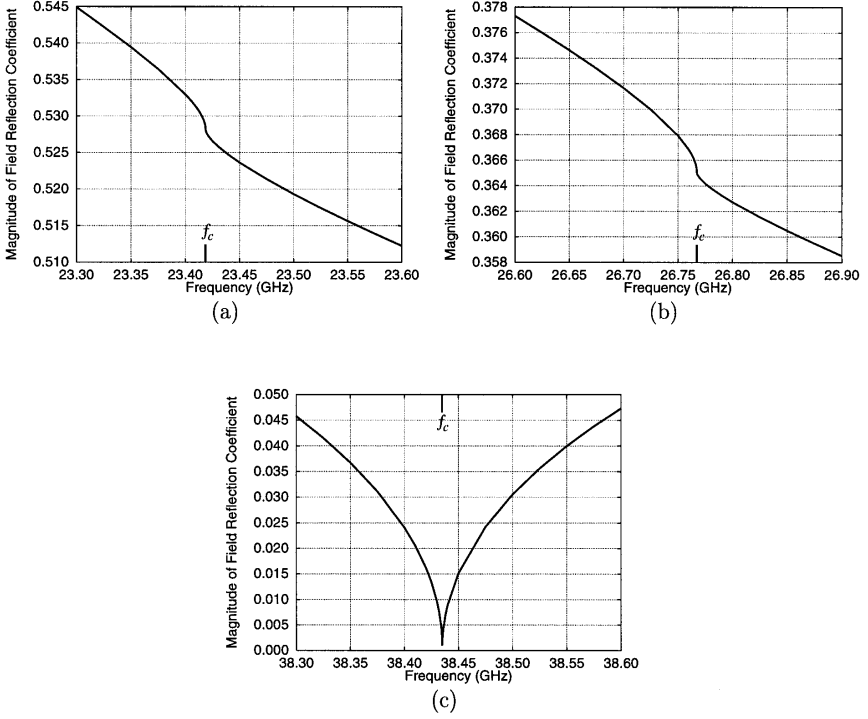 Magnitude of Field Reflection Coefficient
0.545
0.540
0.535
0.530
0.525
0.520
0.515
0.510
f_c
23.30 23.35 23.40 23.45 23.50 23.55 23.60
Frequency (GHz)
(a)
Magnitude of Field Reflection Coefficient
0.378
0.376
0.374
0.372
0.370
0.368
0.366
0.364
0.362
0.360
0.358
f_c
26.60 26.65 26.70 26.75 26.80 26.85 26.90
Frequency (GHz)
(b)
Magnitude of Field Reflection Coefficient
0.050
0.045
0.040
0.035
0.030
0.025
0.020
0.015
0.010
0.005
0.000
f_c
38.30 38.35 38.40 38.45 38.50 38.55 38.60
Frequency (GHz)
(c)